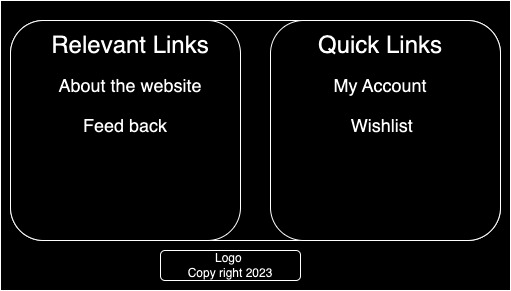 Relevant Links
About the website
Feed back
Quick Links
My Account
Wishlist
Logo
Copy right 2023